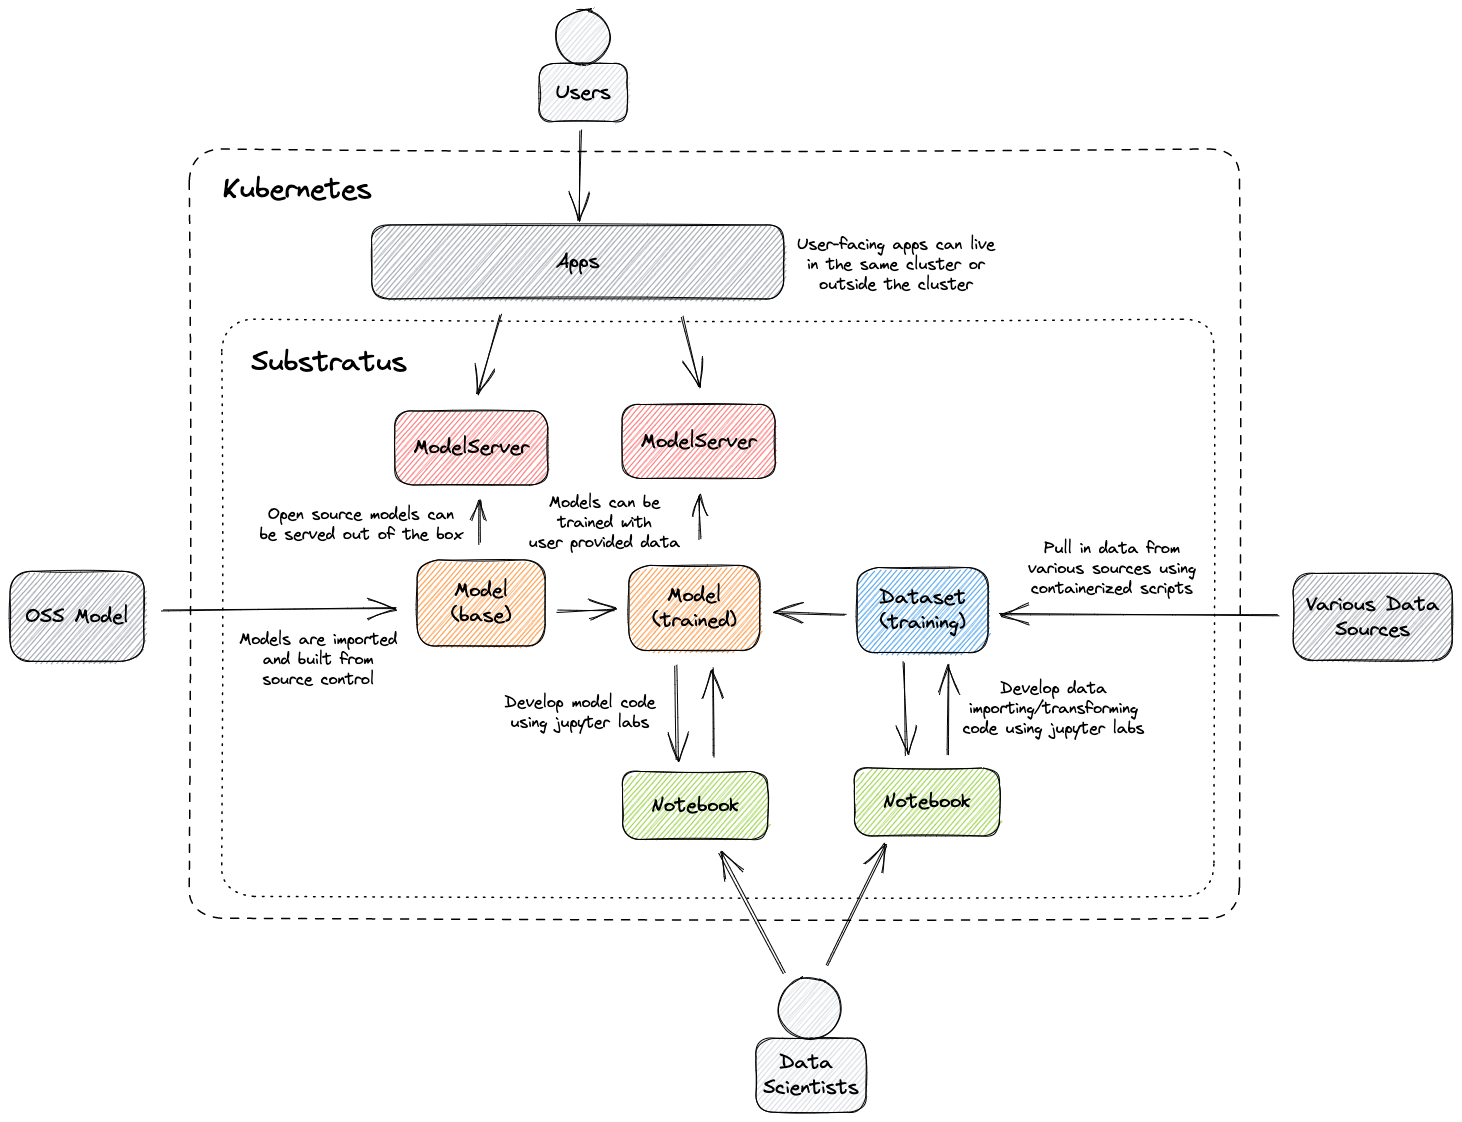 Users
Kubernetes
Apps
User-facing apps can live
in the same cluster or
outside the cluster
Substratus
ModelServer
ModelServer
Open source models can
be served out of the box
Models can be
trained with
user provided data
Pull in data from
various sources using
containerized scripts
OSS Model
Model
(base)
Model
(trained)
Dataset
(training)
Various Data
Sources
Models are imported
and built from
source control
Develop model code
using jupyter labs
Develop data
importing/transforming
code using jupyter labs
Notebook
Notebook
Data
Scientists